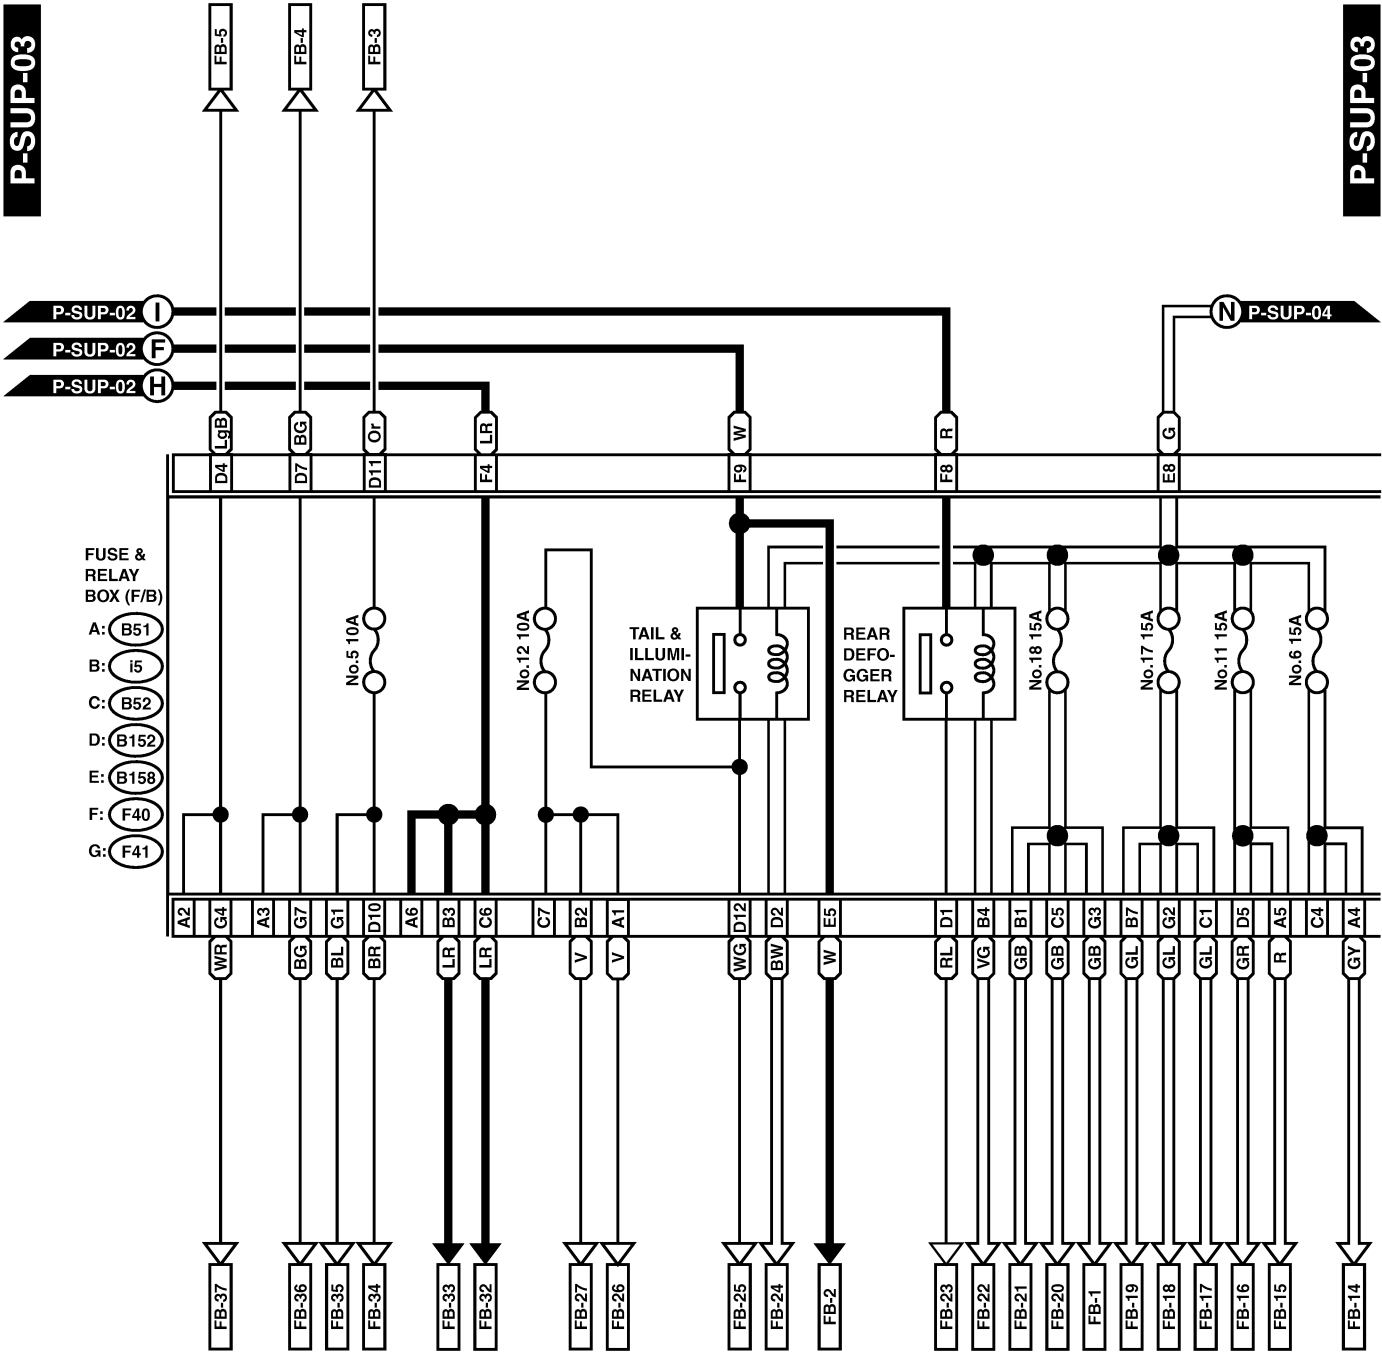 P-SUP-03
FB-5
FB-4
FB-3
P-SUP-03
P-SUP-02 I
P-SUP-02 F
P-SUP-02 H
N P-SUP-04
LgB
BG
Or
LR
W
R
G
D4
D7
D11
F4
F9
F8
E8
FUSE &
RELAY
BOX (F/B)
A: B51
B: i5
C: B52
D: B152
E: B158
F: F40
G: F41
No.5 10A
No.12 10A
TAIL &
ILLUMI-
NATION
RELAY
REAR
DEFO-
GGER
RELAY
No.18 15A
No.17 15A
No.11 15A
No.6 15A
A2
G4
A3
G7
G1
D10
A6
B3
C6
C7
B2
A1
D12
D2
E5
D1
B4
B1
C5
G3
B7
G2
C1
D5
A5
C4
A4
WR
BG
BL
BR
LR
LR
V
V
WG
BW
W
RL
VG
GB
GB
GB
GL
GL
GL
GR
R
GY
FB-37
FB-36
FB-35
FB-34
FB-33
FB-32
FB-27
FB-26
FB-25
FB-24
FB-2
FB-23
FB-22
FB-21
FB-20
FB-1
FB-19
FB-18
FB-17
FB-16
FB-15
FB-14